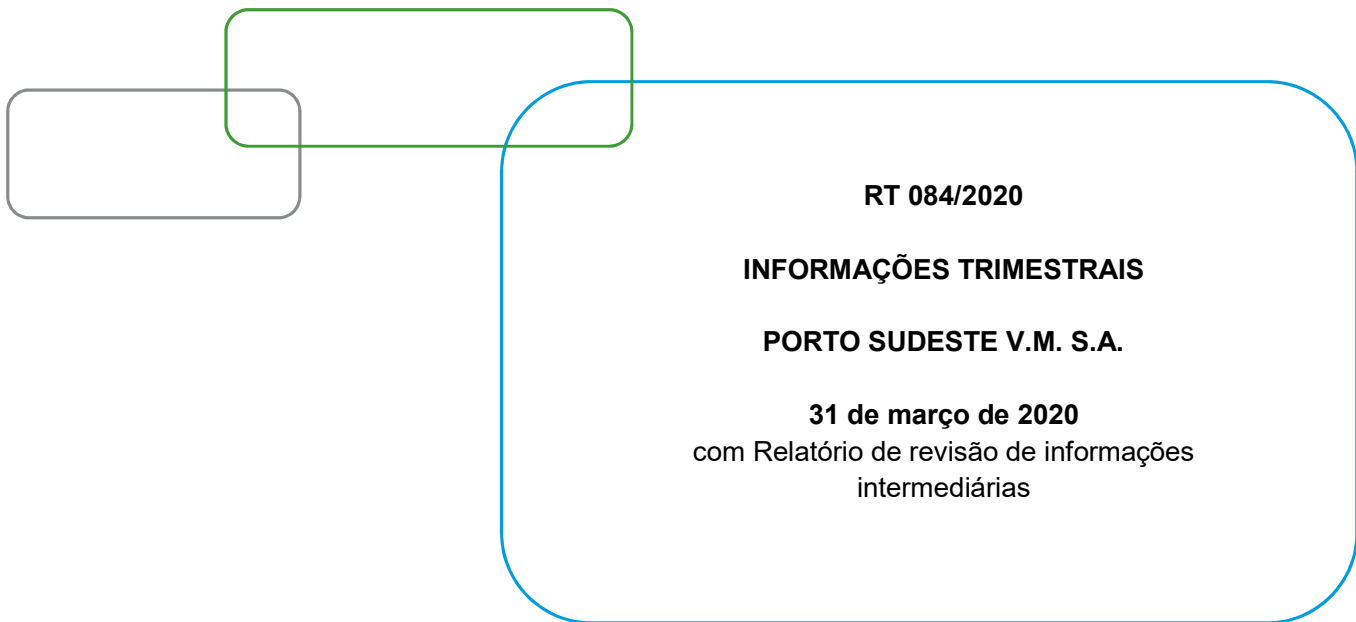 RT 084/2020
INFORMAÇÕES TRIMESTRAIS
PORTO SUDESTE V.M. S.A.
31 de março de 2020
com Relatório de revisão de informações
intermediárias